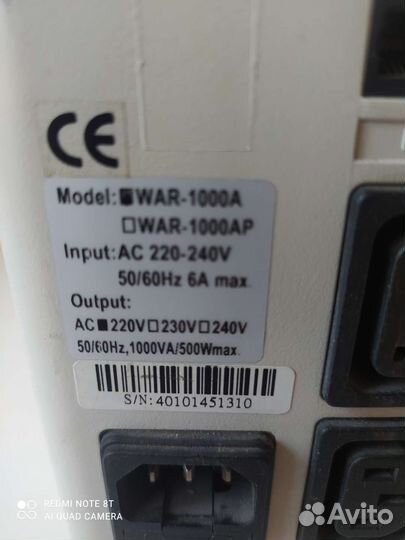 CE
Model:■WAR-1000A
□WAR-1000AP
Input:AC 220-240V
50/60Hz 6A max.
Output:
AC■220V□230V□240V
50/60Hz,1000VA/500Wmax.
S/N:40101451310
REDMI NOTE 8T
AI QUAD CAMERA
Avito